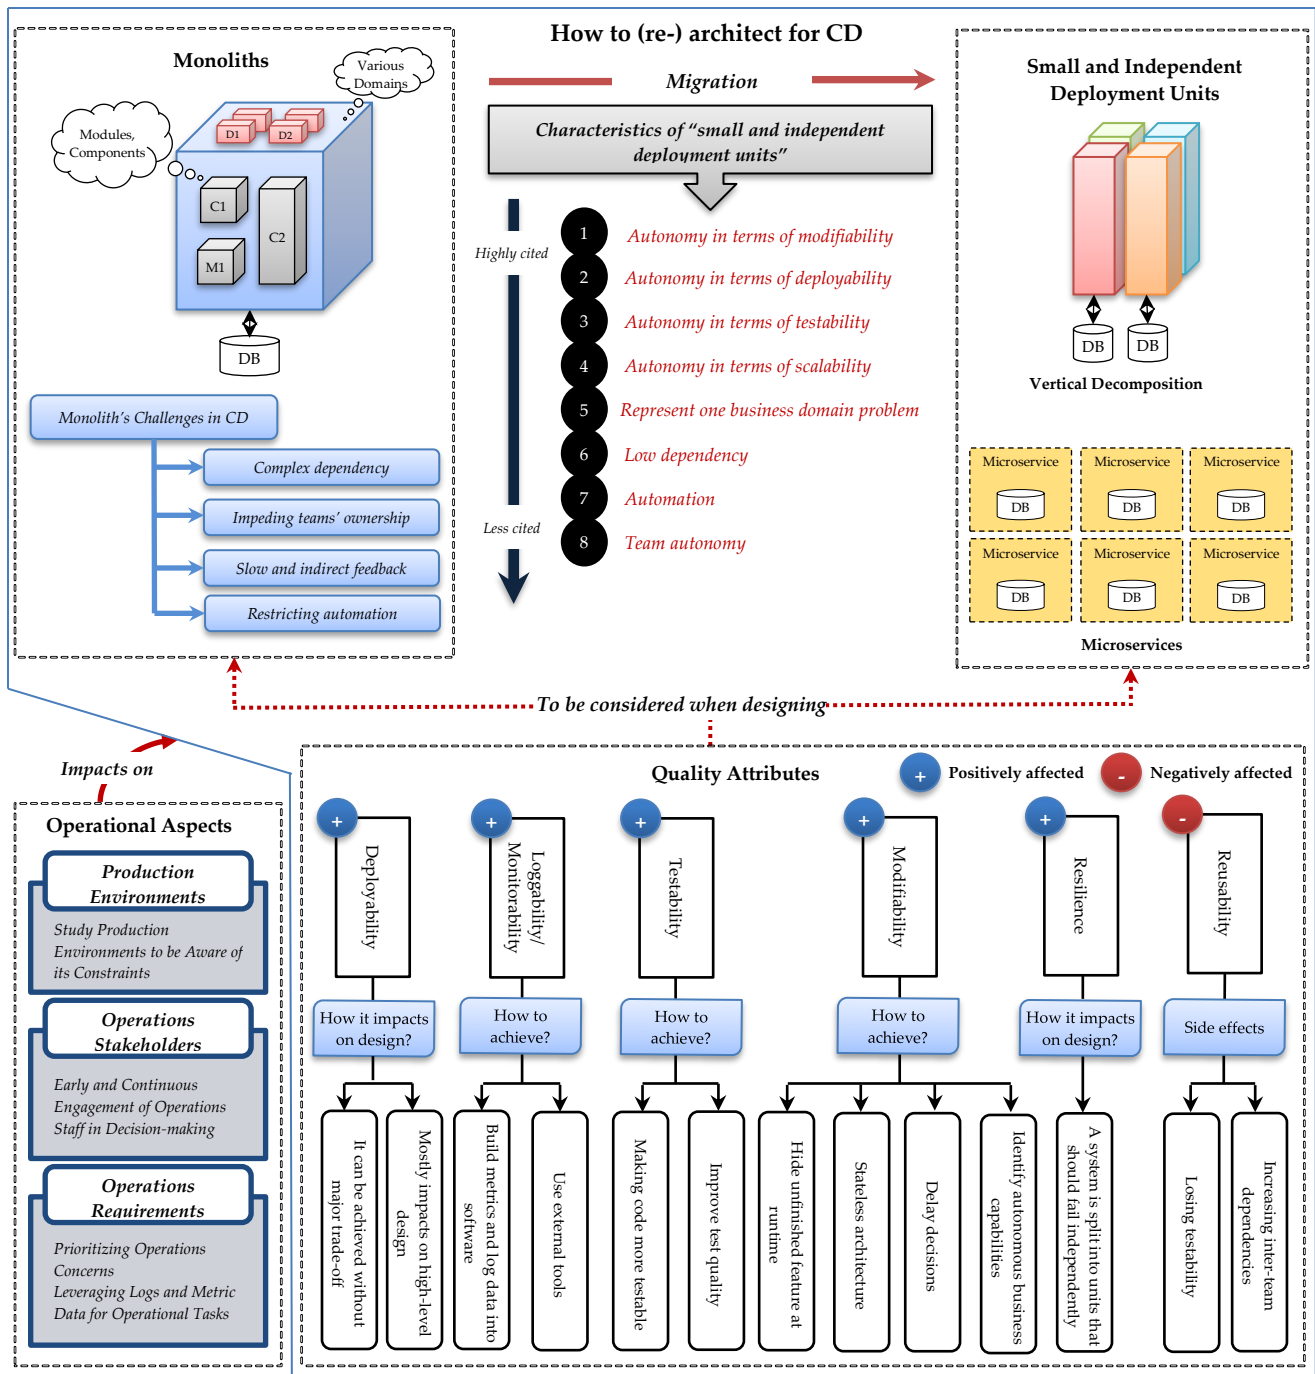 How to (re-) architect for CD
Monoliths
Various
Domains
Modules,
Components
D1
D2
C1
C2
M1
DB
Monolith's Challenges in CD
Complex dependency
Impeding teams' ownership
Slow and indirect feedback
Restricting automation
Migration
Characteristics of "small and independent
deployment units"
Highly cited
Less cited
1
Autonomy in terms of modifiability
2
Autonomy in terms of deployability
3
Autonomy in terms of testability
4
Autonomy in terms of scalability
5
Represent one business domain problem
6
Low dependency
7
Automation
8
Team autonomy
Small and Independent
Deployment Units
DB
DB
Vertical Decomposition
Microservice
DB
Microservice
DB
Microservice
DB
Microservice
DB
Microservice
DB
Microservice
DB
Microservices
To be considered when designing
Impacts on
Operational Aspects
Production
Environments
Study Production
Environments to be Aware of
its Constraints
Operations
Stakeholders
Early and Continuous
Engagement of Operations
Staff in Decision-making
Operations
Requirements
Prioritizing Operations
Concerns
Leveraging Logs and Metric
Data for Operational Tasks
Quality Attributes
+
Positively affected
-
Negatively affected
+
Deployability
How it impacts
on design?
It can be achieved without
major trade-off
Mostly impacts on high-level
design
+
Loggability/
Monitorability
How to
achieve?
Build metrics and log data into
software
Use external tools
+
Testability
How to
achieve?
Making code more testable
Improve test quality
+
Modifiability
How to
achieve?
Hide unfinished feature at
runtime
Stateless architecture
Delay decisions
Identify autonomous business
capabilities
+
Resilience
How it impacts
on design?
A system is split into units that
should fail independently
-
Reusability
Side effects
Losing testability
Increasing inter-team
dependencies